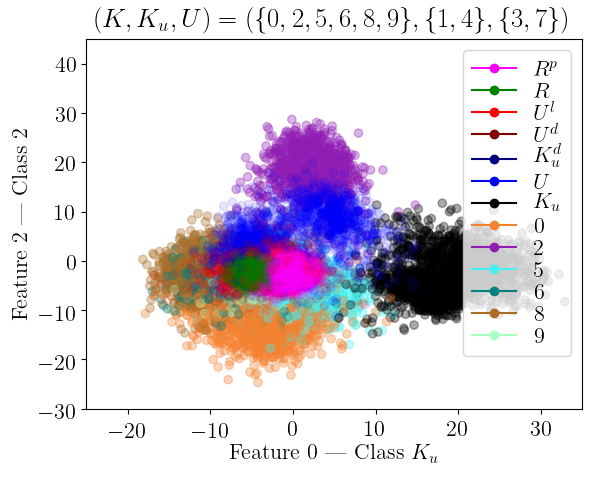 (K, K_u, U) = ({0, 2, 5, 6, 8, 9}, {1, 4}, {3, 7})
Feature 2 — Class 2
40
30
20
10
0
−10
−20
−30
R^p
R
U^l
U^d
K_u^d
U
K_u
0
2
5
6
8
9
−20 −10 0 10 20 30
Feature 0 — Class K_u